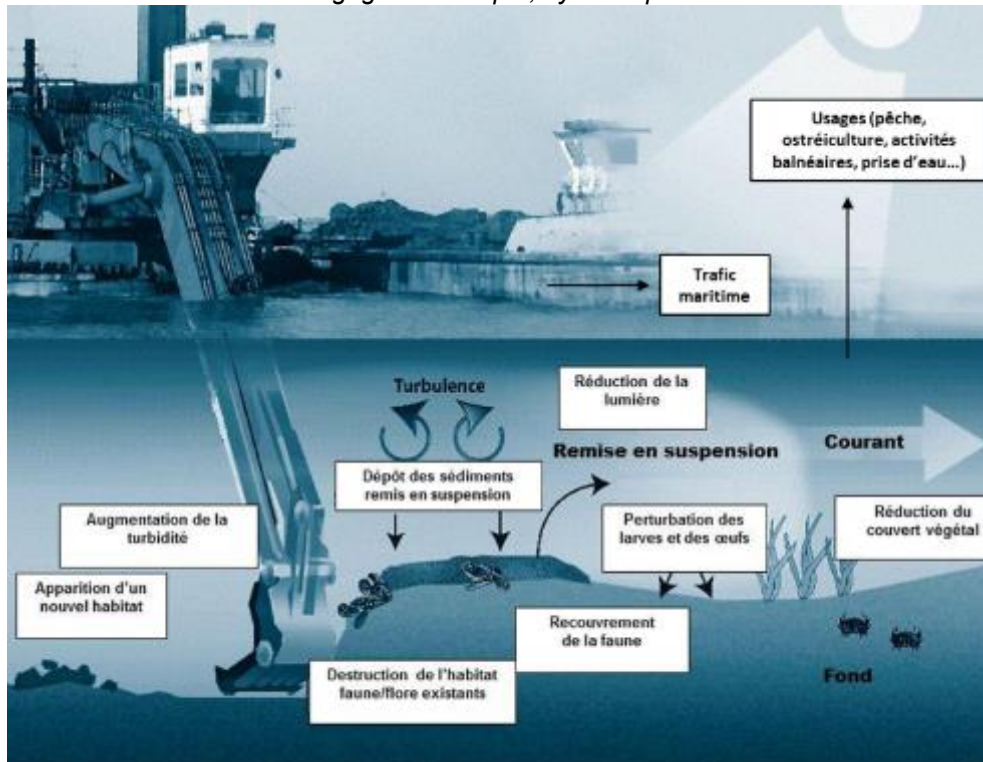 Usages (pêche,
ostréiculture, activités
balnéaires, prise d'eau...)
Trafic
maritime
Turbulence
Réduction de la
lumière
Remise en suspension
Courant
Dépôt des sédiments
remis en suspension
Augmentation de la
turbidité
Perturbation des
larves et des œufs
Réduction du
couvert végétal
Apparition d'un
nouvel habitat
Recouvrement
de la faune
Destruction de l'habitat
faune/flore existants
Fond